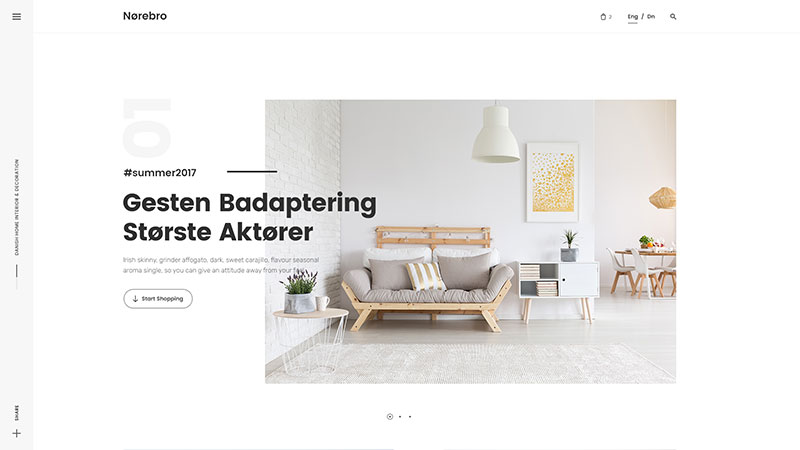 Nørebro
2
Eng / Dn
DANISH HOME INTERIOR & DECORATION
01
#summer2017
Gesten Badaptering
Største Aktører
Irish skinny, grinder affogato, dark, sweet carajillo, flavour seasonal
aroma single, so you can give an attitude away from your
Start Shopping
SHARE